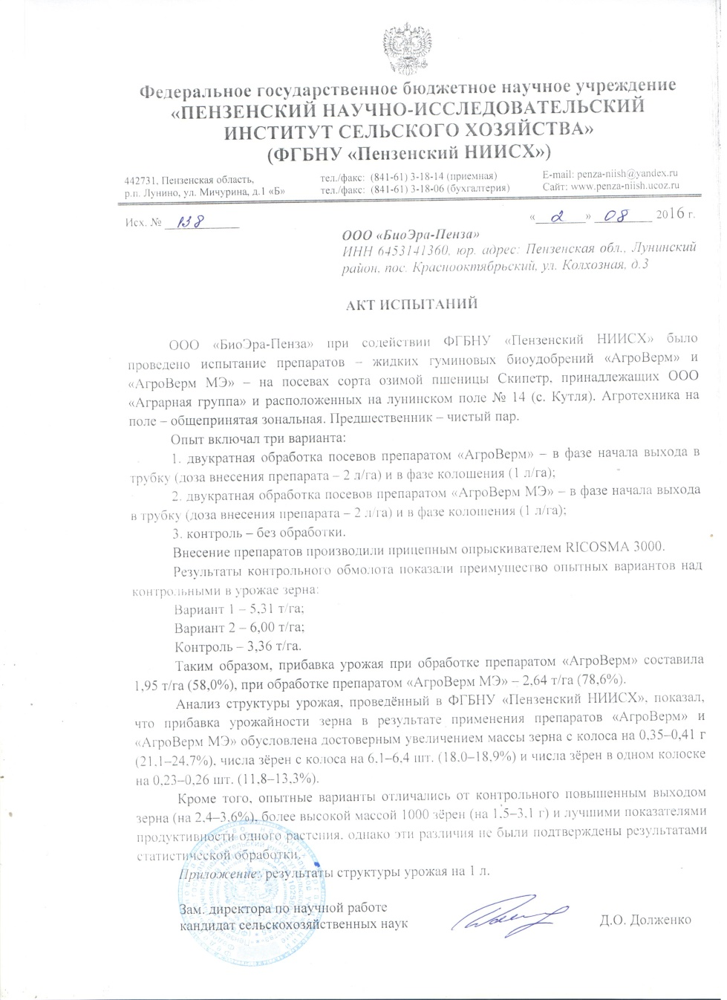 Федеральное государственное бюджетное научное учреждение
«ПЕНЗЕНСКИЙ НАУЧНО-ИССЛЕДОВАТЕЛЬСКИЙ
ИНСТИТУТ СЕЛЬСКОГО ХОЗЯЙСТВА»
(ФГБНУ «Пензенский НИИСХ»)
442731, Пензенская область,
р.п. Лунино, ул. Мичурина, д.1 «Б»
тел./факс: (841-61) 3-18-14 (приемная)
тел./факс: (841-61) 3-18-06 (бухгалтерия)
E-mail: penza-niish@yandex.ru
Сайт: www.penza-niish.ucoz.ru
Исх. № 138
« 2 » 08 2016 г.
ООО «БиоЭра-Пенза»
ИНН 6453141360, юр. адрес: Пензенская обл., Лунинский
район, пос. Краснооктябрьский, ул. Колхозная, д.3
АКТ ИСПЫТАНИЙ
ООО «БиоЭра-Пенза» при содействии ФГБНУ «Пензенский НИИСХ» было
проведено испытание препаратов – жидких гуминовых биоудобрений «АгроВерм» и
«АгроВерм МЭ» – на посевах сорта озимой пшеницы Скипетр, принадлежащих ООО
«Аграрная группа» и расположенных на лунинском поле № 14 (с. Кутля). Агротехника на
поле – общепринятая зональная. Предшественник – чистый пар.
Опыт включал три варианта:
1. двукратная обработка посевов препаратом «АгроВерм» – в фазе начала выхода в
трубку (доза внесения препарата – 2 л/га) и в фазе колошения (1 л/га);
2. двукратная обработка посевов препаратом «АгроВерм МЭ» – в фазе начала выхода
в трубку (доза внесения препарата – 2 л/га) и в фазе колошения (1 л/га);
3. контроль – без обработки.
Внесение препаратов производили прицепным опрыскивателем RICOSMA 3000.
Результаты контрольного обмолота показали преимущество опытных вариантов над
контрольными в урожае зерна:
Вариант 1 – 5,31 т/га;
Вариант 2 – 6,00 т/га;
Контроль – 3,36 т/га.
Таким образом, прибавка урожая при обработке препаратом «АгроВерм» составила
1,95 т/га (58,0%), при обработке препаратом «АгроВерм МЭ» – 2,64 т/га (78,6%).
Анализ структуры урожая, проведённый в ФГБНУ «Пензенский НИИСХ», показал,
что прибавка урожайности зерна в результате применения препаратов «АгроВерм» и
«АгроВерм МЭ» обусловлена достоверным увеличением массы зерна с колоса на 0,35–0,41 г
(21,1–24,7%), числа зёрен с колоса на 6,1–6,4 шт. (18,0–18,9%) и числа зёрен в одном колоске
на 0,23–0,26 шт. (11,8–13,3%).
Кроме того, опытные варианты отличались от контрольного повышенным выходом
зерна (на 2,4–3,6%), более высокой массой 1000 зёрен (на 1,5–3,1 г) и лучшими показателями
продуктивности одного растения, однако эти различия не были подтверждены результатами
статистической обработки.
Приложение: результаты структуры урожая на 1 л.
Зам. директора по научной работе
кандидат сельскохозяйственных наук
Д.О. Долженко